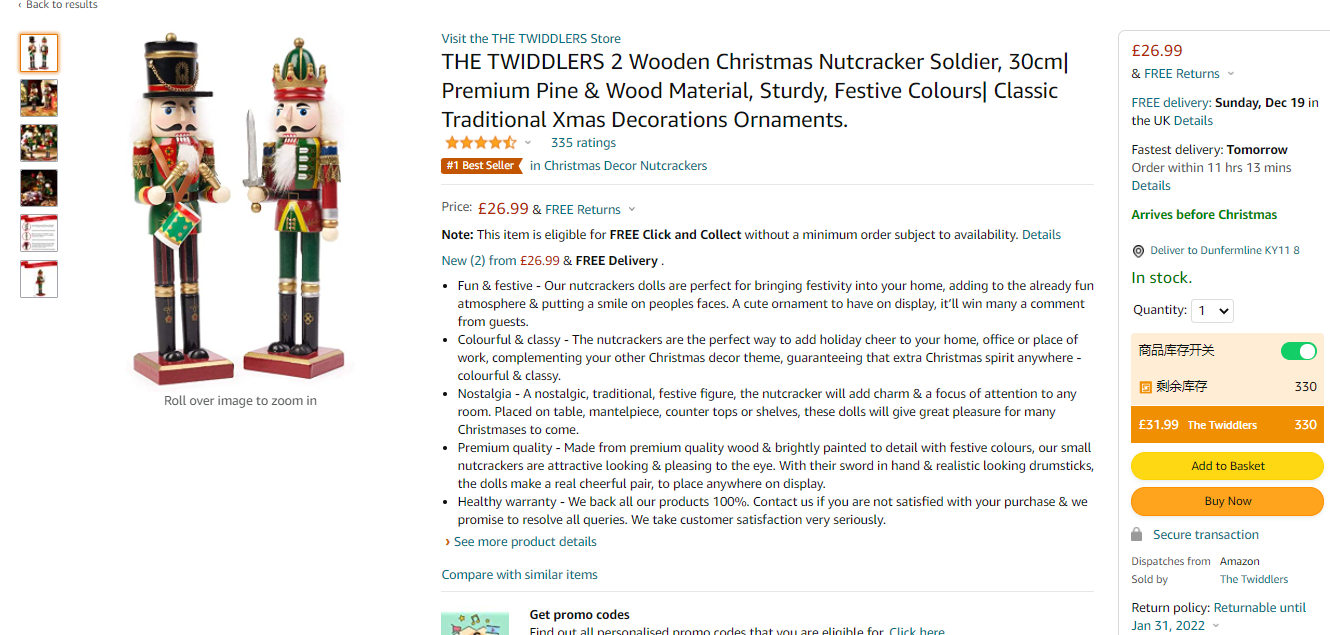 ‹ Back to results
Visit the THE TWIDDLERS Store
THE TWIDDLERS 2 Wooden Christmas Nutcracker Soldier, 30cm|
Premium Pine & Wood Material, Sturdy, Festive Colours| Classic
Traditional Xmas Decorations Ornaments.
335 ratings
#1 Best Seller in Christmas Decor Nutcrackers
Price: £26.99 & FREE Returns
Note: This item is eligible for FREE Click and Collect without a minimum order subject to availability. Details
New (2) from £26.99 & FREE Delivery .
• Fun & festive - Our nutcrackers dolls are perfect for bringing festivity into your home, adding to the already fun
atmosphere & putting a smile on peoples faces. A cute ornament to have on display, it'll win many a comment
from guests.
• Colourful & classy - The nutcrackers are the perfect way to add holiday cheer to your home, office or place of
work, complementing your other Christmas decor theme, guaranteeing that extra Christmas spirit anywhere -
colourful & classy.
• Nostalgia - A nostalgic, traditional, festive figure, the nutcracker will add charm & a focus of attention to any
room. Placed on table, mantelpiece, counter tops or shelves, these dolls will give great pleasure for many
Christmases to come.
• Premium quality - Made from premium quality wood & brightly painted to detail with festive colours, our small
nutcrackers are attractive looking & pleasing to the eye. With their sword in hand & realistic looking drumsticks,
the dolls make a real cheerful pair, to place anywhere on display.
• Healthy warranty - We back all our products 100%. Contact us if you are not satisfied with your purchase & we
promise to resolve all queries. We take customer satisfaction very seriously.
› See more product details
Compare with similar items
Get promo codes
Find out all personalised promo codes that you are eligible for. Click here
Roll over image to zoom in
£26.99
& FREE Returns
FREE delivery: Sunday, Dec 19 in
the UK Details
Fastest delivery: Tomorrow
Order within 11 hrs 13 mins
Details
Arrives before Christmas
Deliver to Dunfermline KY11 8
In stock.
Quantity: 1
商品库存开关
剩余库存 330
£31.99 The Twiddlers 330
Add to Basket
Buy Now
Secure transaction
Dispatches from Amazon
Sold by The Twiddlers
Return policy: Returnable until
Jan 31, 2022